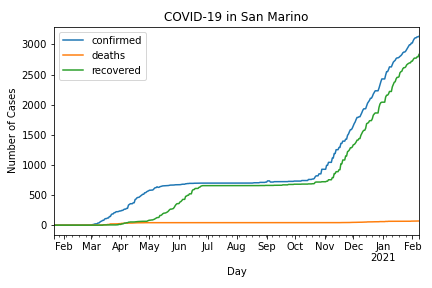 COVID-19 in San Marino
confirmed
deaths
recovered
Number of Cases
3000
2500
2000
1500
1000
500
0
Feb Mar Apr May Jun Jul Aug Sep Oct Nov Dec Jan Feb
2021
Day